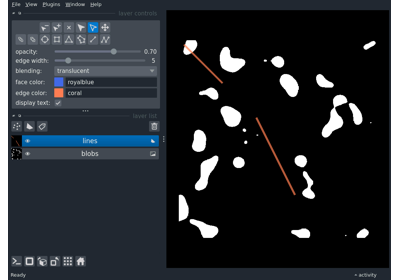 File View Plugins Window Help
layer controls
opacity: 0.70
edge width: 5
blending: translucent
face color: royalblue
edge color: coral
display text:
layer list
lines
blobs
Ready
activity